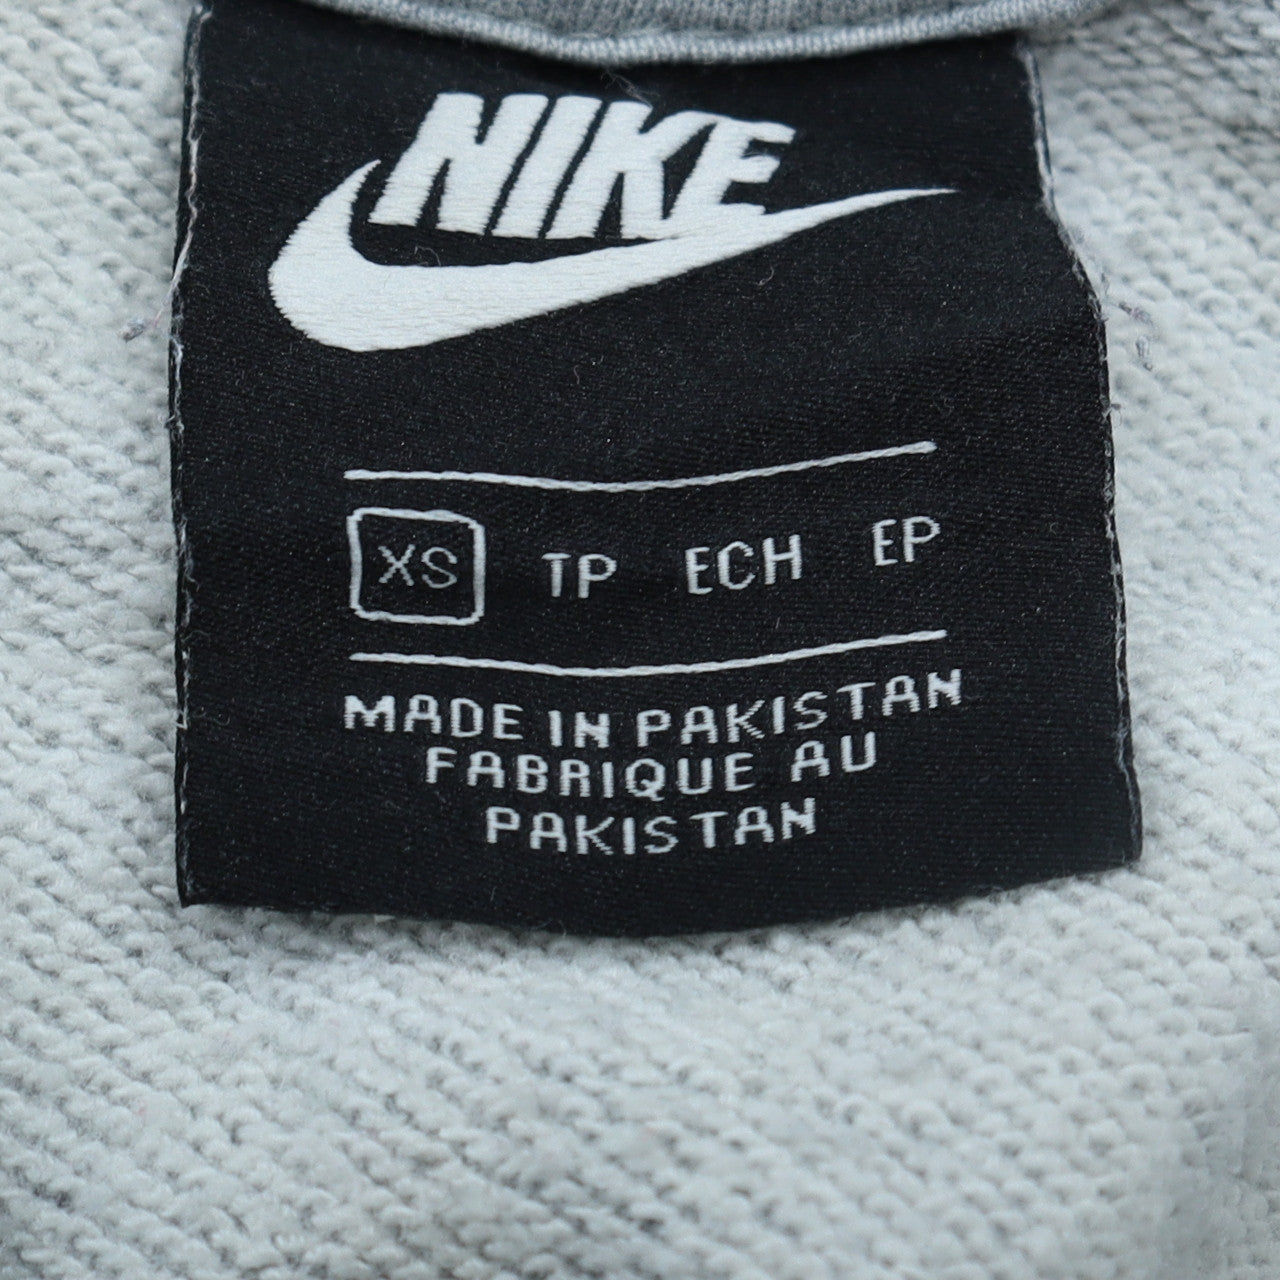 NIKE
XS TP ECH EP
MADE IN PAKISTAN
FABRIQUE AU
PAKISTAN